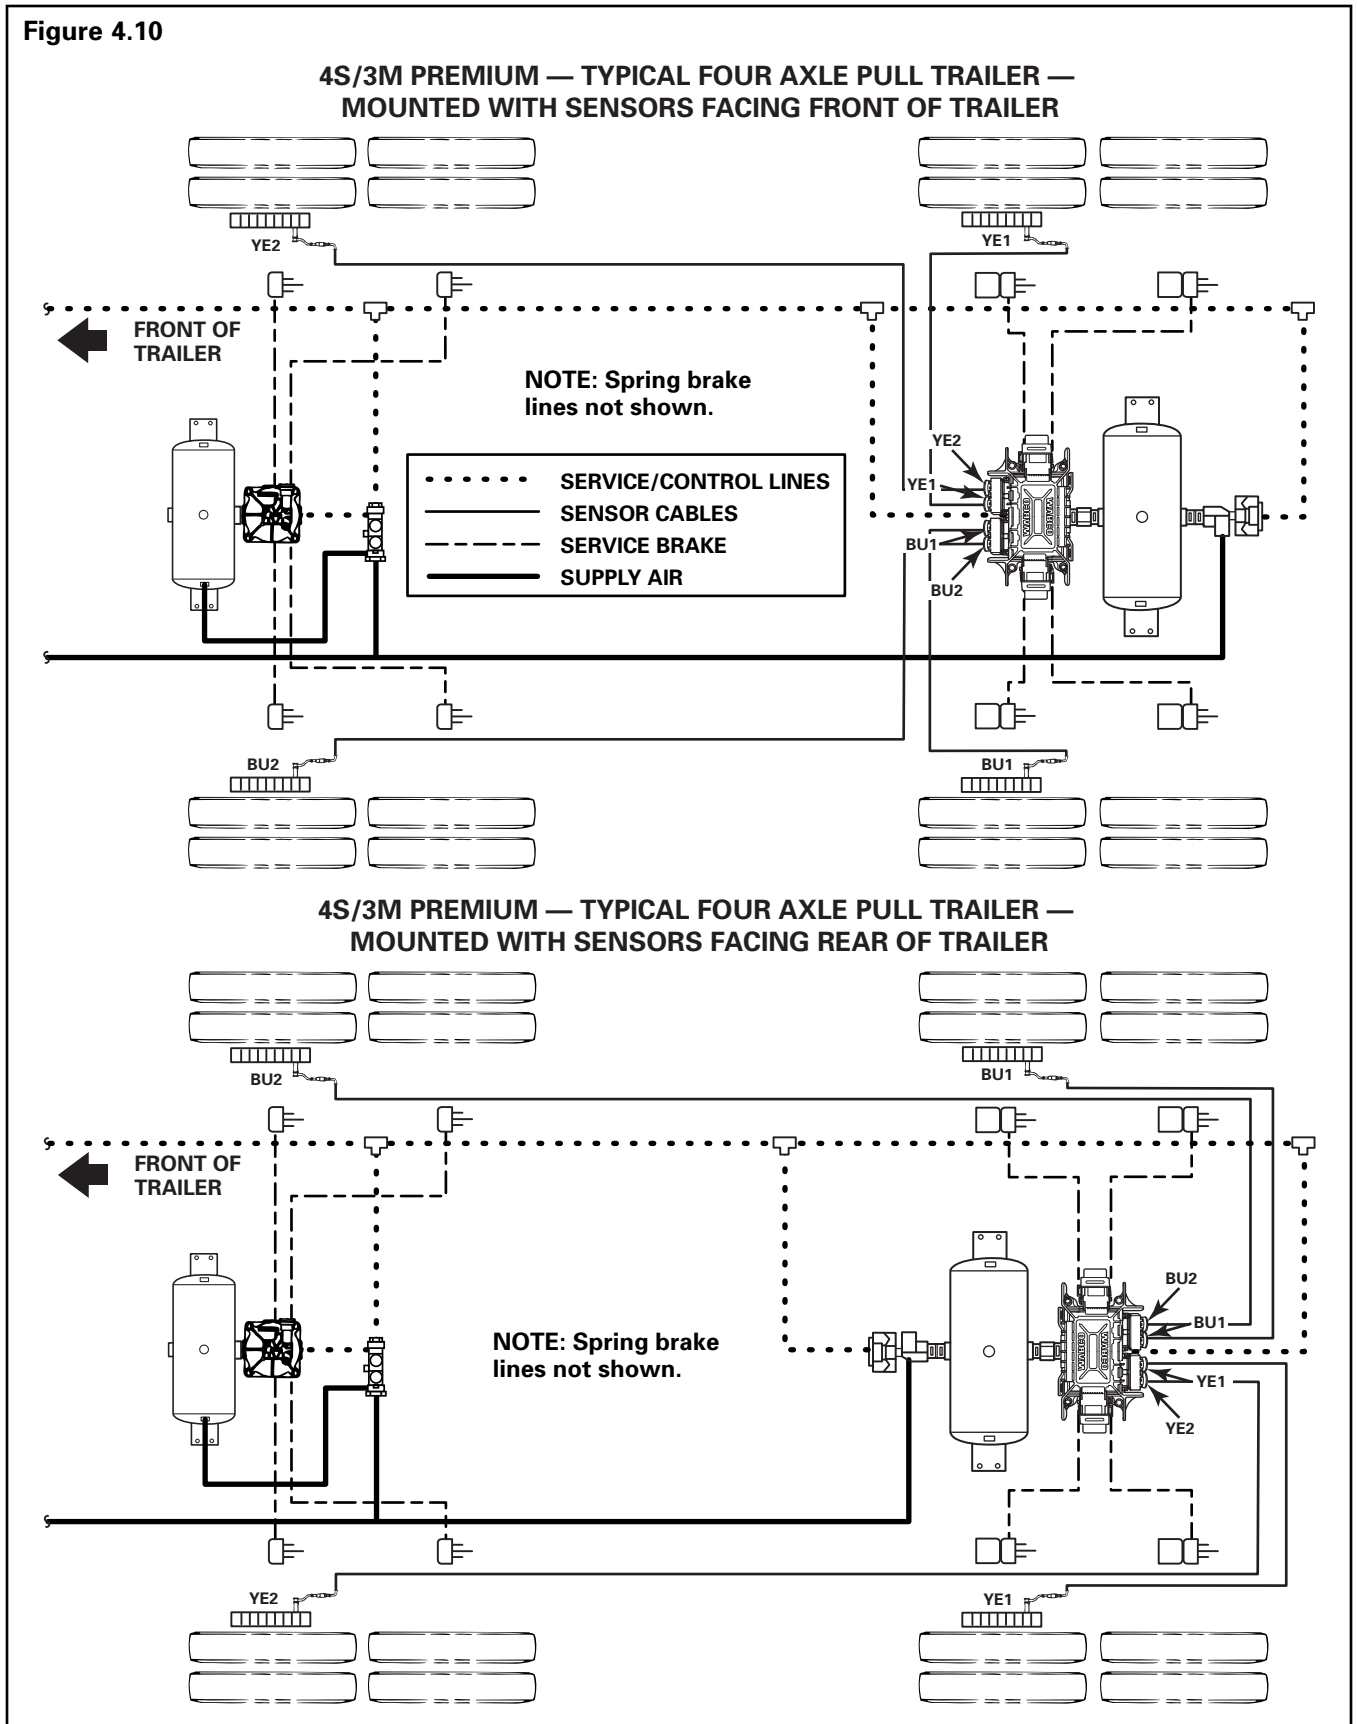 Figure 4.10
4S/3M PREMIUM — TYPICAL FOUR AXLE PULL TRAILER —
MOUNTED WITH SENSORS FACING FRONT OF TRAILER
YE2
YE1
FRONT OF
TRAILER
NOTE: Spring brake
lines not shown.
SERVICE/CONTROL LINES
SENSOR CABLES
SERVICE BRAKE
SUPPLY AIR
YE2
YE1
BU1
BU2
WABCO
WABCO
BU2
BU1
4S/3M PREMIUM — TYPICAL FOUR AXLE PULL TRAILER —
MOUNTED WITH SENSORS FACING REAR OF TRAILER
BU2
BU1
FRONT OF
TRAILER
NOTE: Spring brake
lines not shown.
WABCO
WABCO
BU2
BU1
YE1
YE2
YE2
YE1